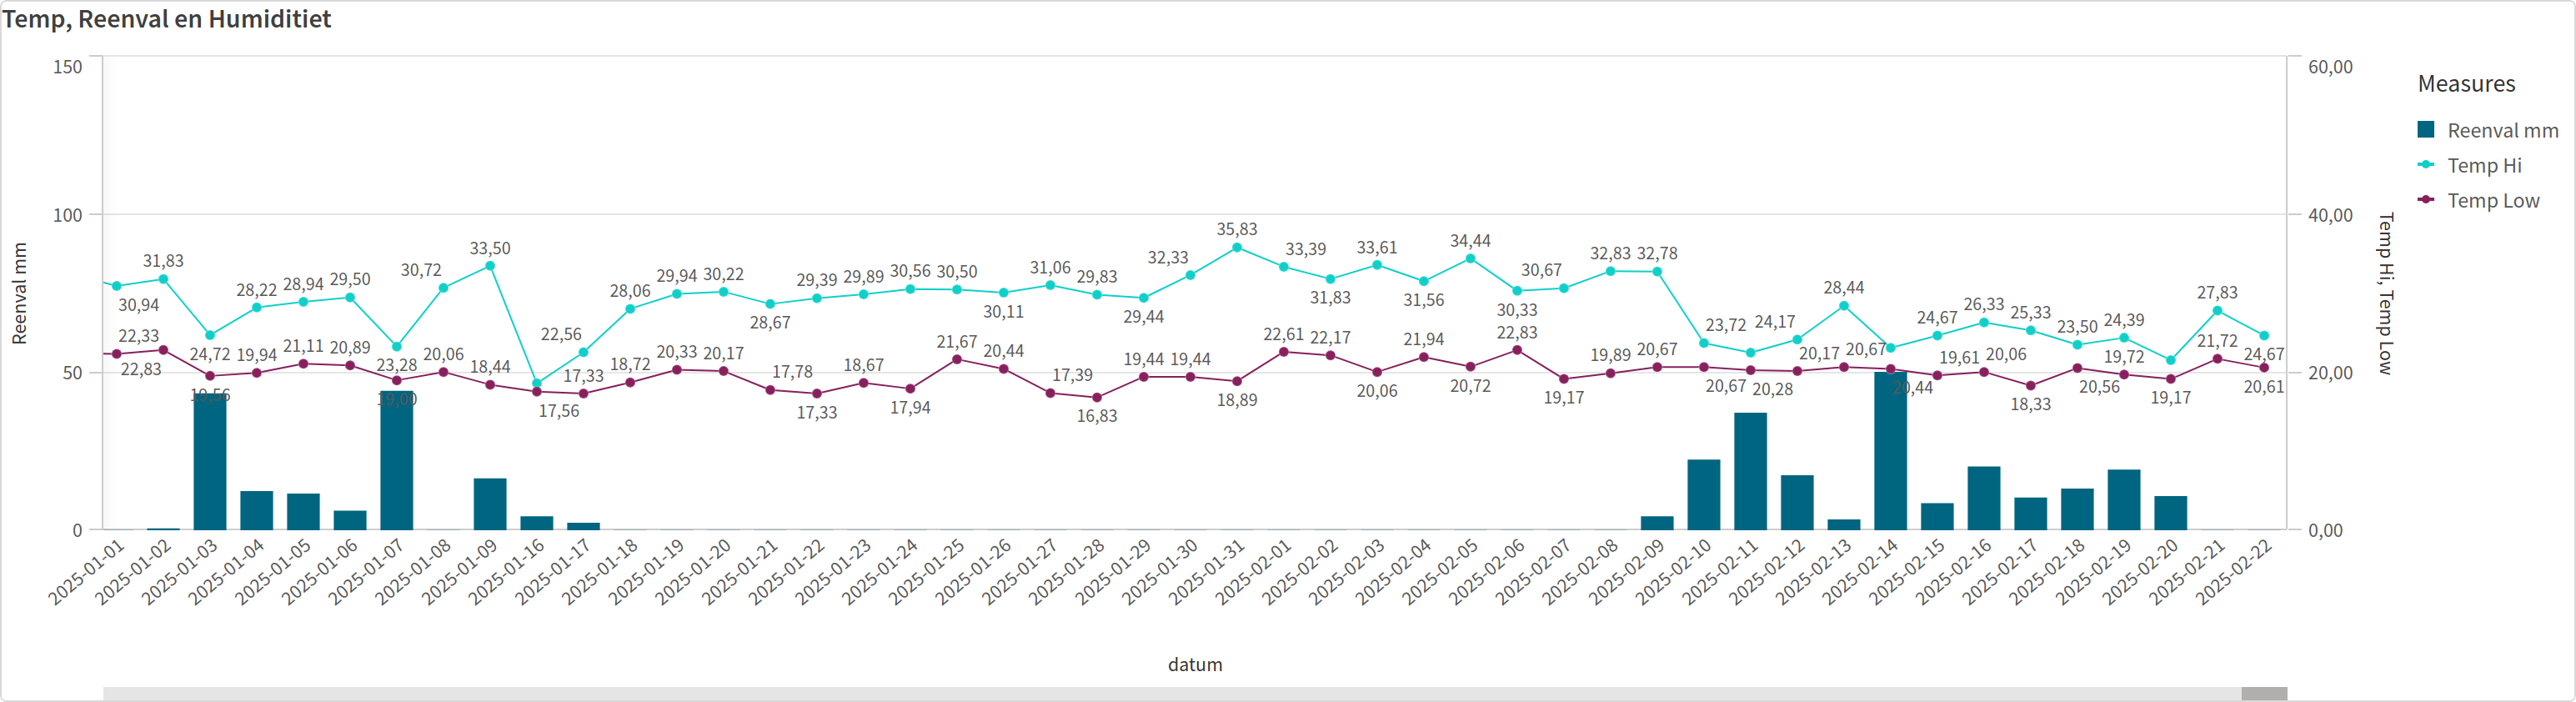 Temp, Reenval en Humiditiet
150
100
50
0
Reenval mm
60,00
40,00
20,00
0,00
Temp Hi, Temp Low
Measures
Reenval mm
Temp Hi
Temp Low
30,94 31,83 24,72 28,22 28,94 29,50 23,28 30,72 33,50 22,56 28,06 29,94 30,22 28,67 29,39 29,89 30,56 30,50 30,11 31,06 29,83 29,44 32,33 35,83 33,39 31,83 33,61 31,56 34,44 30,33 30,67 32,83 32,78 23,72 24,17 28,44 24,67 26,33 25,33 23,50 24,39 27,83 24,67
22,33 22,83 19,56 19,94 21,11 20,89 19,00 20,06 18,44 17,56 17,33 18,72 20,33 20,17 17,78 17,33 18,67 17,94 21,67 20,44 17,39 16,83 19,44 19,44 18,89 22,61 22,17 20,06 21,94 20,72 22,83 19,17 19,89 20,67 20,67 20,28 20,17 20,67 20,44 19,61 20,06 18,33 20,56 19,72 19,17 21,72 20,61
2025-01-01 2025-01-02 2025-01-03 2025-01-04 2025-01-05 2025-01-06 2025-01-07 2025-01-08 2025-01-09 2025-01-16 2025-01-17 2025-01-18 2025-01-19 2025-01-20 2025-01-21 2025-01-22 2025-01-23 2025-01-24 2025-01-25 2025-01-26 2025-01-27 2025-01-28 2025-01-29 2025-01-30 2025-01-31 2025-02-01 2025-02-02 2025-02-03 2025-02-04 2025-02-05 2025-02-06 2025-02-07 2025-02-08 2025-02-09 2025-02-10 2025-02-11 2025-02-12 2025-02-13 2025-02-14 2025-02-15 2025-02-16 2025-02-17 2025-02-18 2025-02-19 2025-02-20 2025-02-21 2025-02-22
datum